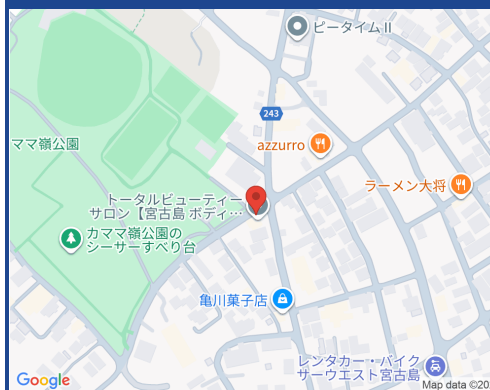 ピータイムⅡ
243
azzurro
ママ嶺公園
ラーメン大将
トータルビューティー
サロン【宮古島 ボディ…
カママ嶺公園の
シーサーすべり台
亀川菓子店
レンタカー・バイク
サーウエスト宮古島
Google
Map data ©20